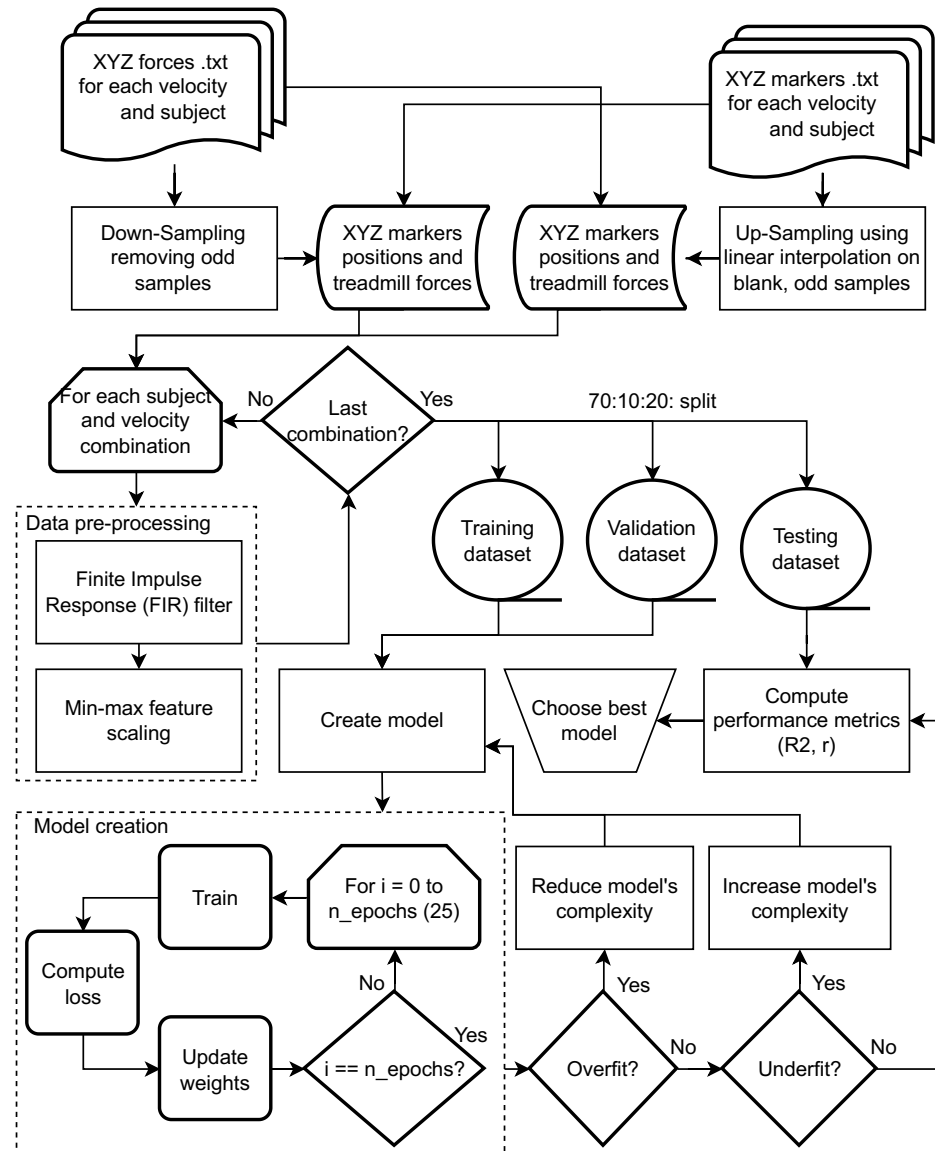 XYZ forces .txt
for each velocity
and subject
XYZ markers .txt
for each velocity
and subject
Down-Sampling
removing odd
samples
XYZ markers
positions and
treadmill forces
XYZ markers
positions and
treadmill forces
Up-Sampling using
linear interpolation on
blank, odd samples
For each subject
and velocity
combination
No
Last
combination?
Yes
70:10:20: split
Data pre-processing
Finite Impulse
Response (FIR) filter
Min-max feature
scaling
Training
dataset
Validation
dataset
Testing
dataset
Create model
Choose best
model
Compute
performance metrics
(R2, r)
Model creation
Train
For i = 0 to
n_epochs (25)
Compute
loss
Update
weights
No
i == n_epochs?
Yes
Reduce model's
complexity
Increase model's
complexity
Yes
Overfit?
No
Yes
Underfit?
No